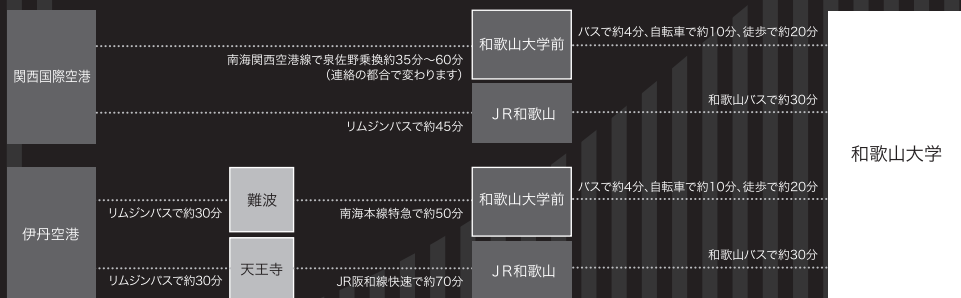 関西国際空港
南海関西空港線で泉佐野乗換約35分～60分
（連絡の都合で変わります）
和歌山大学前
バスで約4分、自転車で約10分、徒歩で約20分
リムジンバスで約45分
JR和歌山
和歌山バスで約30分
和歌山大学
伊丹空港
リムジンバスで約30分
難波
南海本線特急で約50分
和歌山大学前
バスで約4分、自転車で約10分、徒歩で約20分
リムジンバスで約30分
天王寺
JR阪和線快速で約70分
JR和歌山
和歌山バスで約30分